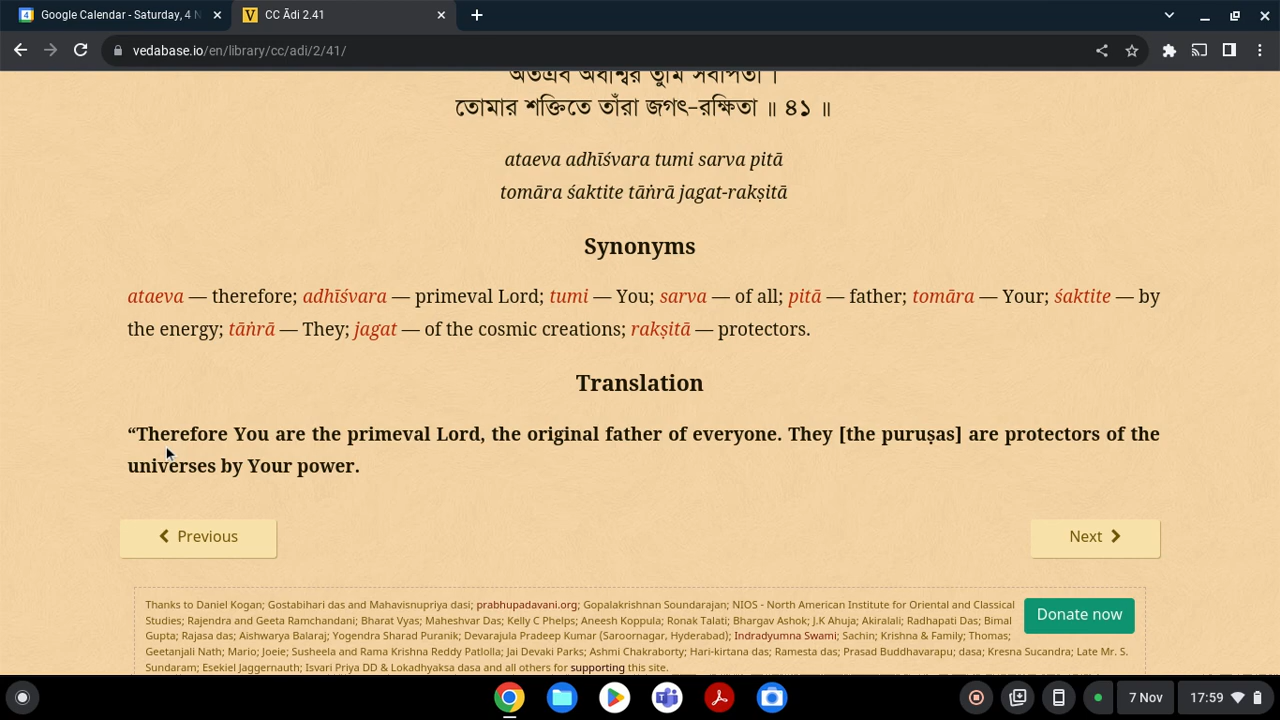 Google Calendar - Saturday, 4 N
CC Ādi 2.41
vedabase.io/en/library/cc/adi/2/41/
অতএব অধীশ্বর তুমি সর্বপিতা ।
তোমার শক্তিতে তাঁরা জগৎ-রক্ষিতা ॥ ৪১ ॥
ataeva adhīśvara tumi sarva pitā
tomāra śaktite tāṅrā jagat-rakṣitā
Synonyms
ataeva — therefore; adhīśvara — primeval Lord; tumi — You; sarva — of all; pitā — father; tomāra — Your; śaktite — by
the energy; tāṅrā — They; jagat — of the cosmic creations; rakṣitā — protectors.
Translation
“Therefore You are the primeval Lord, the original father of everyone. They [the puruṣas] are protectors of the
universes by Your power.
Previous
Next
Thanks to Daniel Kogan; Gostabihari das and Mahavisnupriya dasi; prabhupadavani.org; Gopalakrishnan Soundarajan; NIOS - North American Institute for Oriental and Classical
Studies; Rajendra and Geeta Ramchandani; Bharat Vyas; Maheshvar Das; Kelly C Phelps; Aneesh Koppula; Ronak Talati; Bhargav Ashok; J.K Ahuja; Akiralali; Radhapati Das; Bimal
Gupta; Rajasa das; Aishwarya Balaraj; Yogendra Sharad Puranik; Devarajulu Pradeep Kumar (Saroornagar, Hyderabad); Indradyumna Swami; Sachin; Krishna & Family; Thomas;
Geetanjali Nath; Mario; Joeie; Susheela and Rama Krishna Reddy Patlolla; Jai Devaki Parks; Ashmi Chakraborty; Hari-kirtana das; Ramesta das; Prasad Buddhavarapu; dasa; Kresna Sucandra; Late Mr. S.
Sundaram; Esekiel Jaggernauth; Isvari Priya DD & Lokadhyaksa dasa and all others for supporting this site.
Donate now
7 Nov
17:59